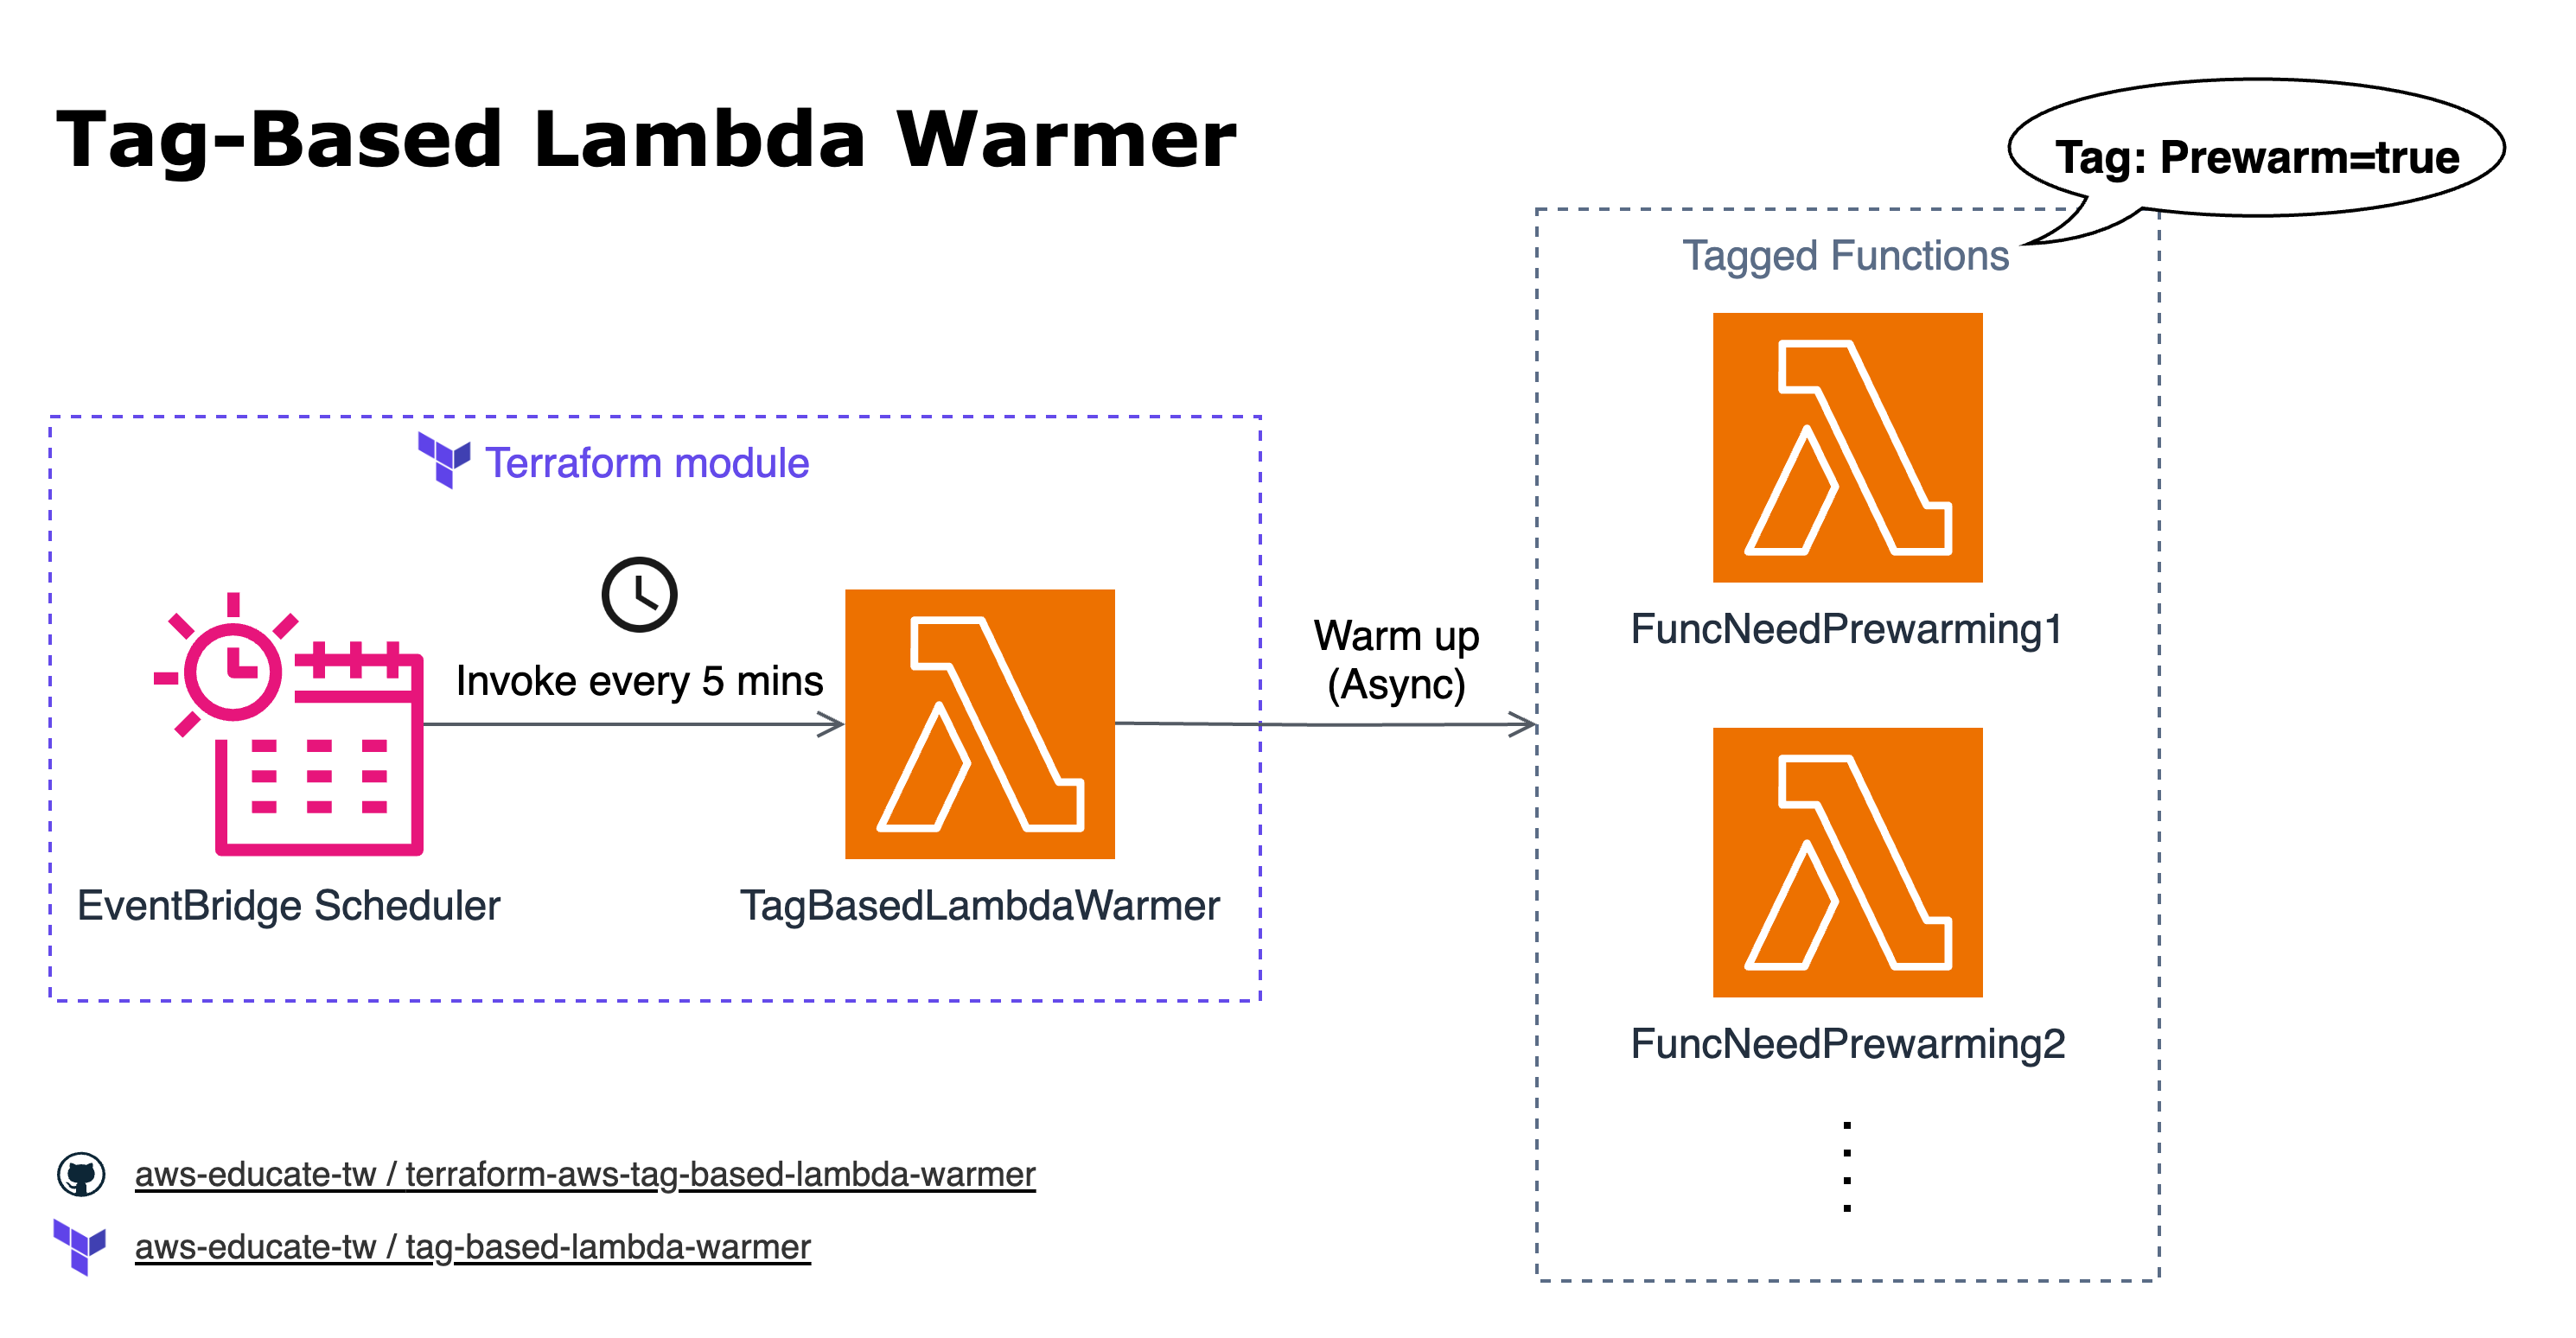 Tag-Based Lambda Warmer
Tag: Prewarm=true
Tagged Functions
Terraform module
Invoke every 5 mins
EventBridge Scheduler
TagBasedLambdaWarmer
Warm up
(Async)
FuncNeedPrewarming1
FuncNeedPrewarming2
aws-educate-tw / terraform-aws-tag-based-lambda-warmer
aws-educate-tw / tag-based-lambda-warmer